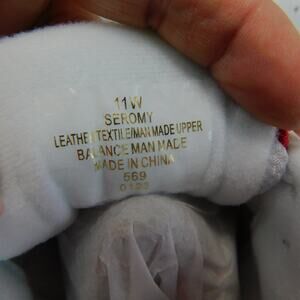 11W
SEROMY
LEATHER/TEXTILE/MAN MADE UPPER
BALANCE MAN MADE
MADE IN CHINA
569
0123